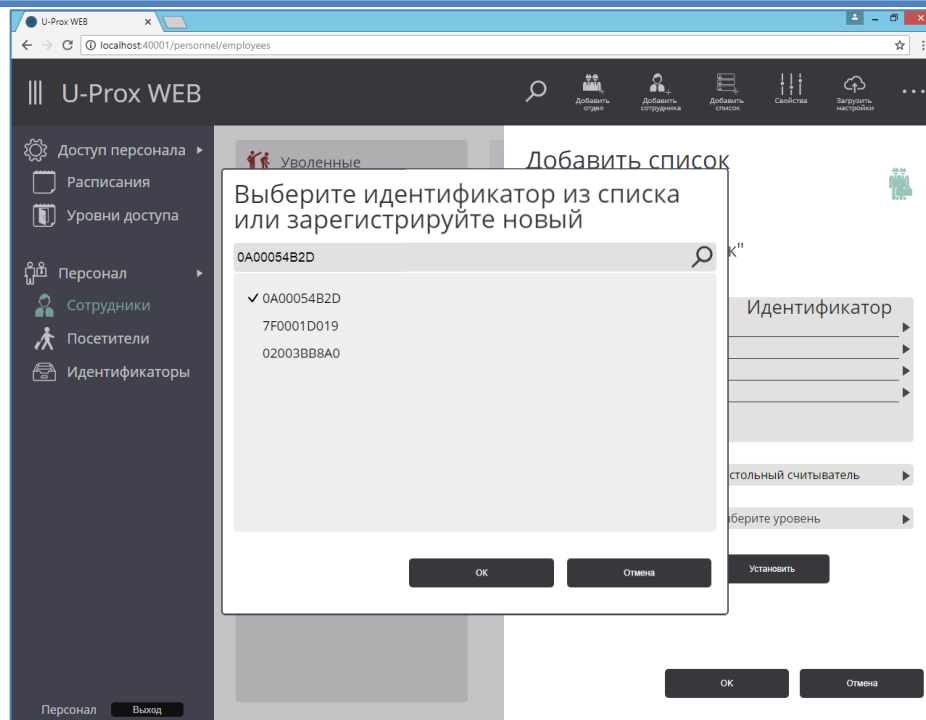 U-Prox WEB
localhost:40001/personnel/employees
U-Prox WEB
Добавить отдел
Добавить сотрудника
Добавить список
Свойства
Загрузить настройки
Доступ персонала
Расписания
Уровни доступа
Персонал
Сотрудники
Посетители
Идентификаторы
Персонал
Выход
Уволенные
Добавить список
Выберите идентификатор из списка
или зарегистрируйте новый
0A00054B2D
0A00054B2D
7F0001D019
02003BB8A0
ОК
Отмена
к"
Идентификатор
стольный считыватель
берите уровень
Установить
ОК
Отмена